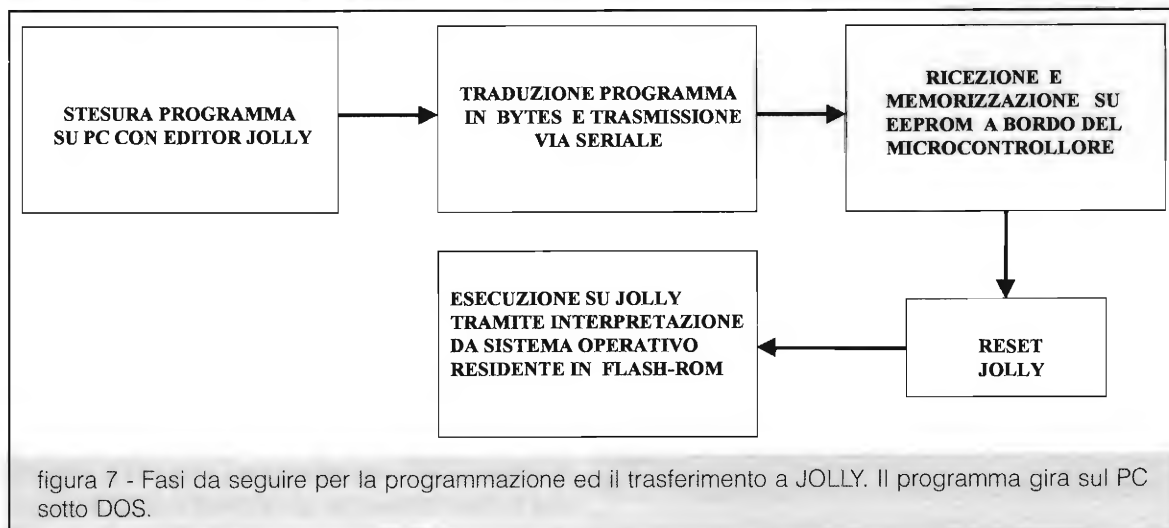 STESURA PROGRAMMA
SU PC CON EDITOR JOLLY
TRADUZIONE PROGRAMMA
IN BYTES E TRASMISSIONE
VIA SERIALE
RICEZIONE E
MEMORIZZAZIONE SU
EEPROM A BORDO DEL
MICROCONTROLLORE
RESET
JOLLY
ESECUZIONE SU JOLLY
TRAMITE INTERPRETAZIONE
DA SISTEMA OPERATIVO
RESIDENTE IN FLASH-ROM
figura 7 - Fasi da seguire per la programmazione ed il trasferimento a JOLLY. Il programma gira sul PC
sotto DOS.